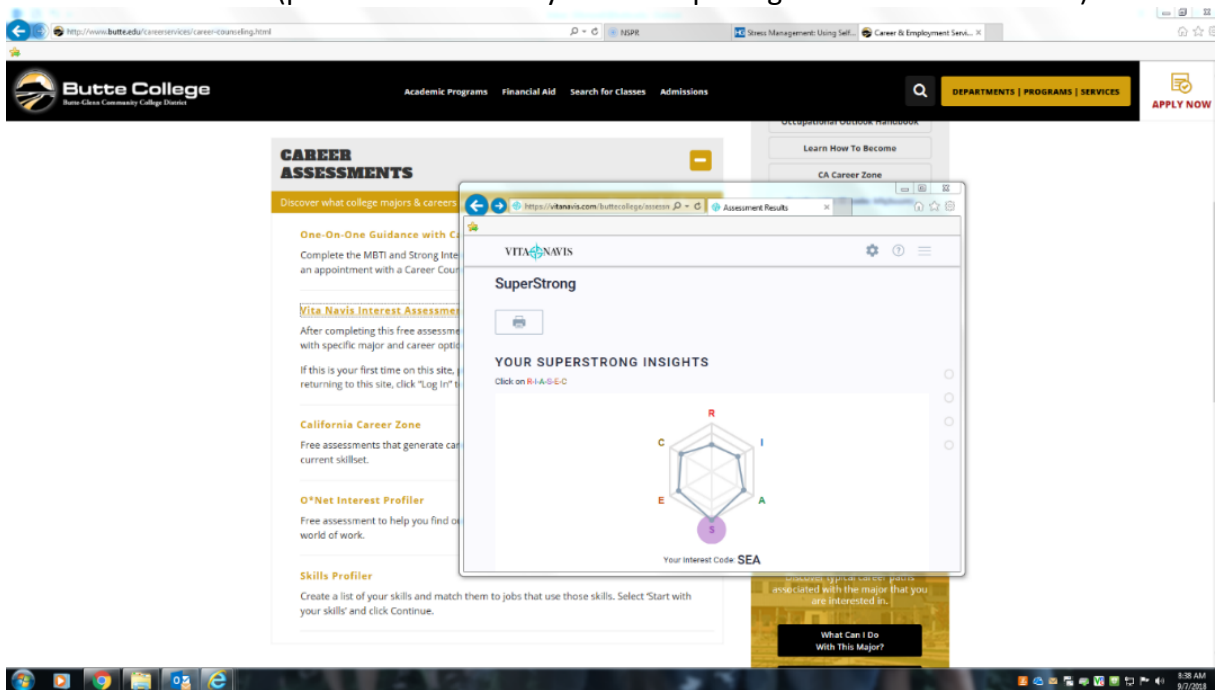 http://www.butte.edu/careerservices/career-counseling.html
NSPR
Stress Management: Using Self...
Career & Employment Servi...
Butte College
Butte-Glenn Community College District
Academic Programs Financial Aid Search for Classes Admissions
DEPARTMENTS | PROGRAMS | SERVICES
APPLY NOW
Occupational Outlook Handbook
Learn How To Become
CA Career Zone
CAREER
ASSESSMENTS
Discover what college majors & careers
One-On-One Guidance with
Complete the MBTI and Strong
an appointment with a Career
Vita Navis Interest
After completing this free
with specific major and career
If this is your first time on this site,
returning to this site, click "Log In"
California Career Zone
Free assessments that generate
current skillset.
O*Net Interest Profiler
Free assessment to help you find
world of work.
Skills Profiler
Create a list of your skills and match them to jobs that use those skills. Select 'Start with
your skills' and click Continue.
https://vitanavis.com/buttecollege/
Assessment Results
VITA NAVIS
SuperStrong
YOUR SUPERSTRONG INSIGHTS
Click on R-I-A-S-E-C
R
C
I
E
A
S
Your Interest Code: SEA
Discover typical career paths
associated with the major that you
are interested in.
What Can I Do
With This Major?
8:38 AM
9/7/2018